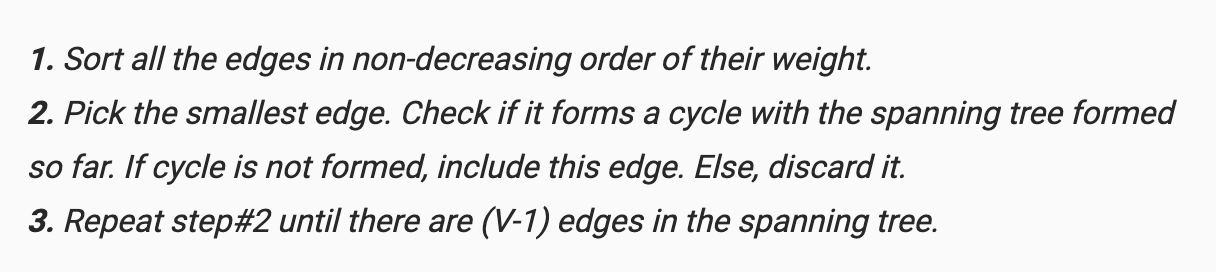 1. Sort all the edges in non-decreasing order of their weight.
2. Pick the smallest edge. Check if it forms a cycle with the spanning tree formed
so far. If cycle is not formed, include this edge. Else, discard it.
3. Repeat step#2 until there are (V-1) edges in the spanning tree.